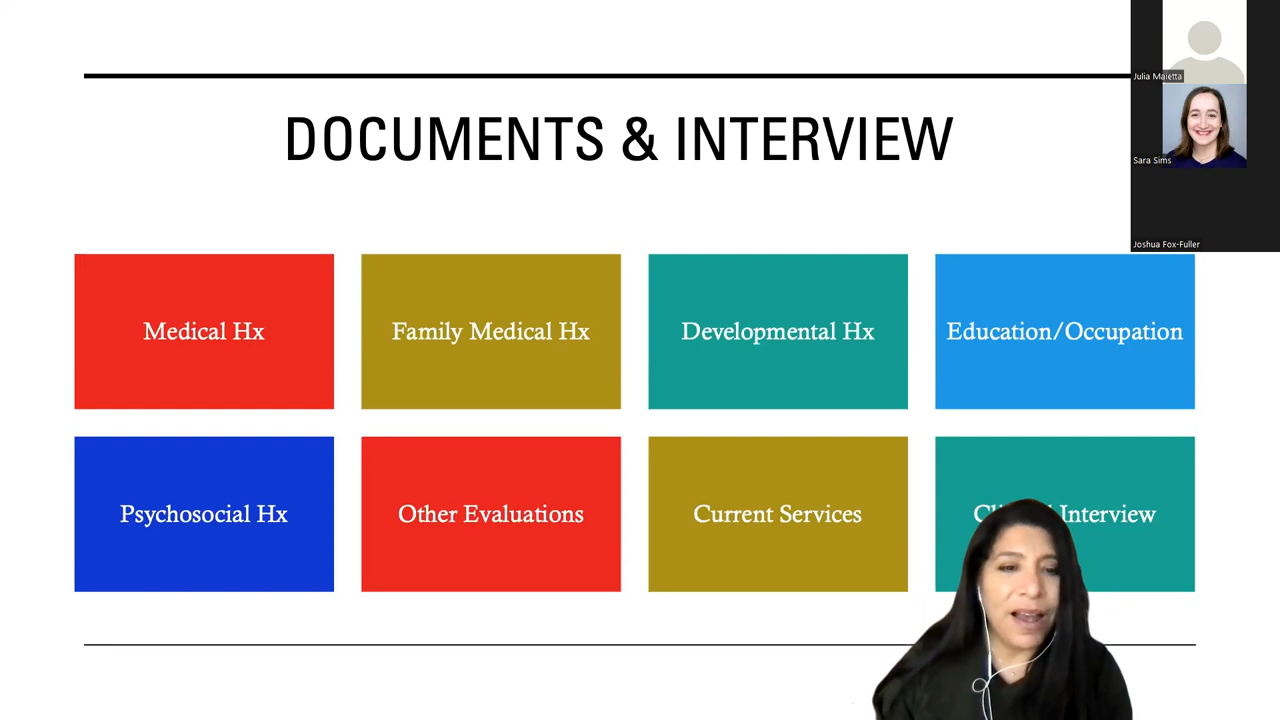 DOCUMENTS & INTERVIEW
Julia Maietta
Sara Sims
Joshua Fox-Fuller
Medical Hx
Family Medical Hx
Developmental Hx
Education/Occupation
Psychosocial Hx
Other Evaluations
Current Services
Interview